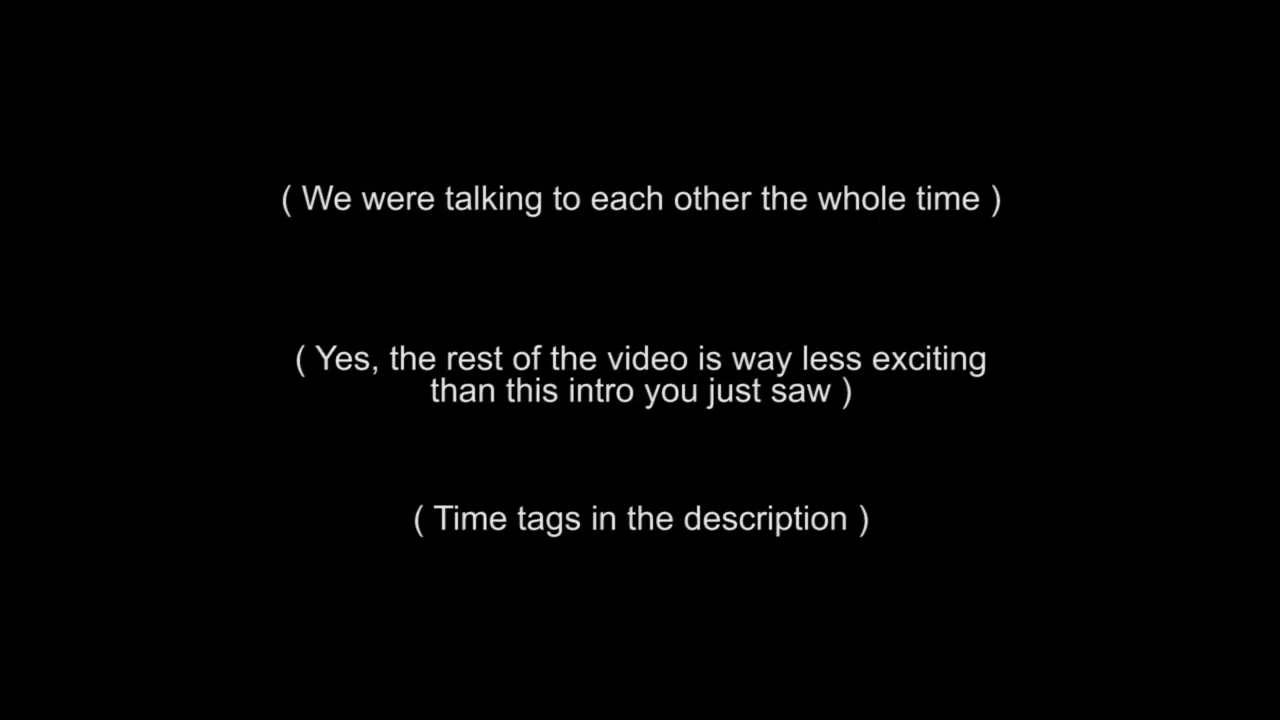 ( We were talking to each other the whole time )
( Yes, the rest of the video is way less exciting
than this intro you just saw )
( Time tags in the description )